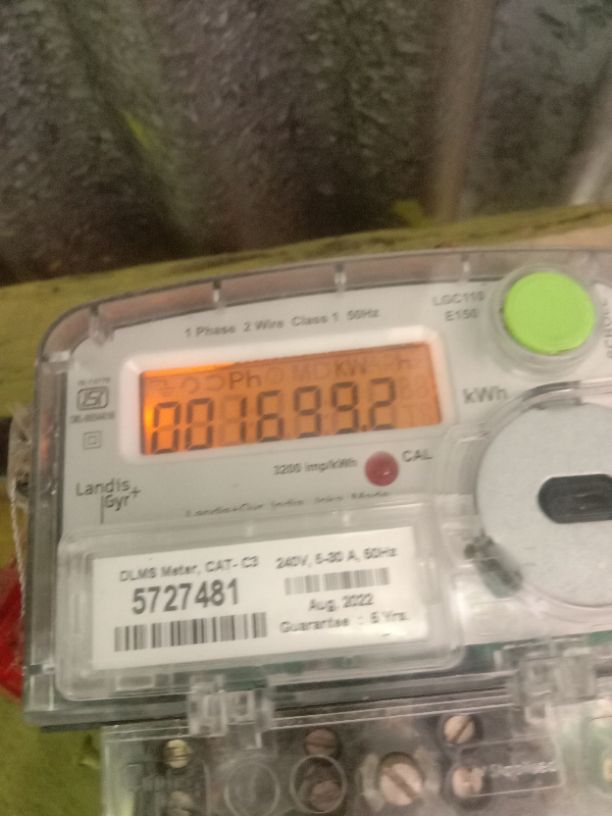 LGC110
E150
1 Phase 2 Wire Class 1 50Hz
Ph MD KW h
001699.2
kWh
3200 imp/kWh
CAL
Landis
Gyr+
DLMS Meter, CAT- C3
240V, 5-30 A, 50Hz
5727481
Aug, 2022
Guarantee : 5 Yrs.